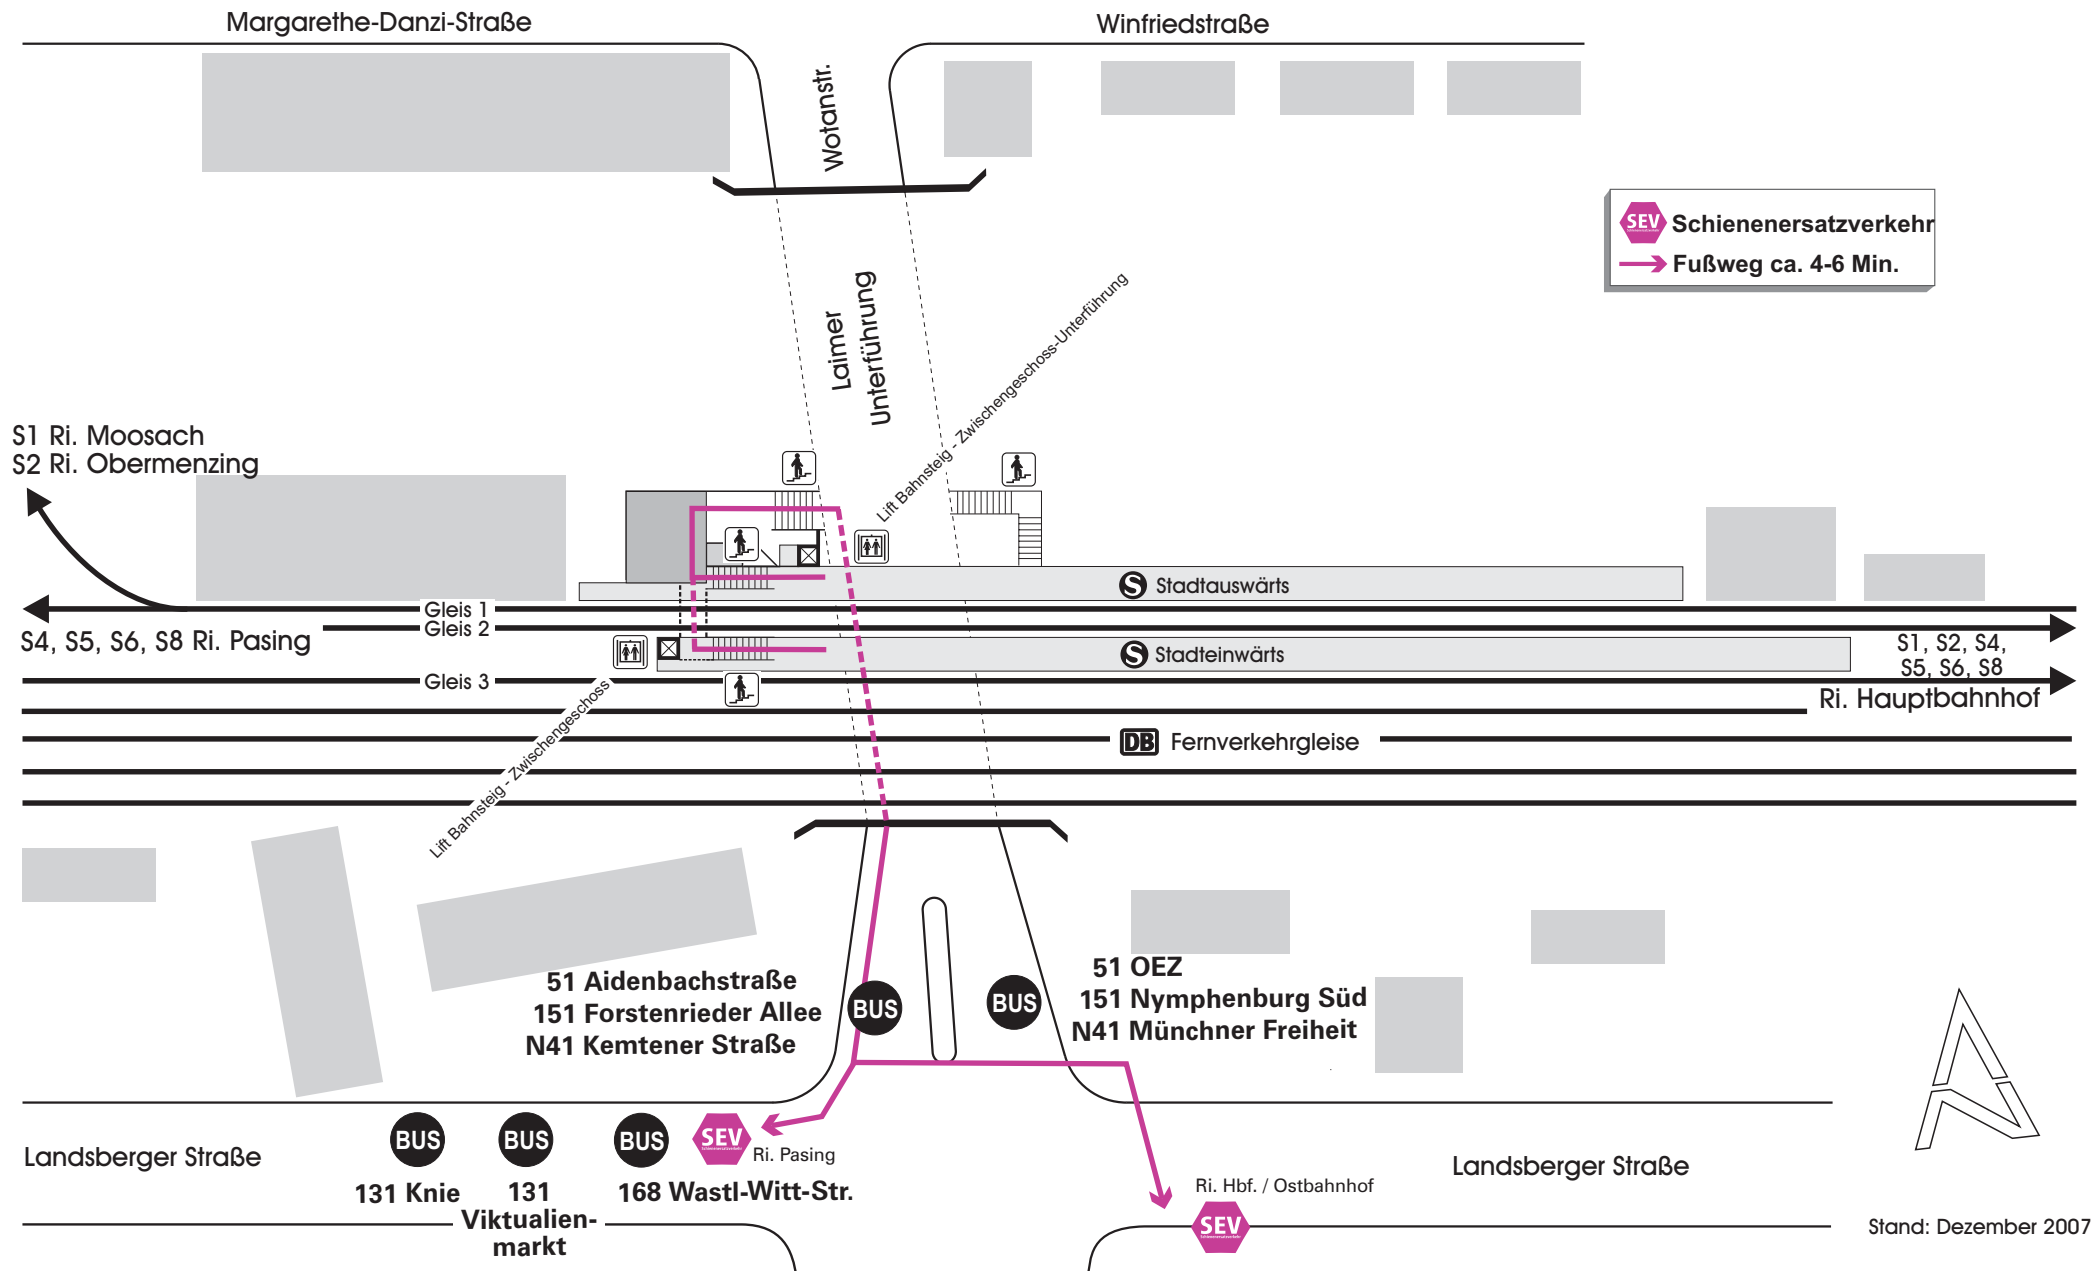 Margarethe-Danzi-Straße
Winfriedstraße
Wotanstr.
SEV Schienenersatzverkehr
Fußweg ca. 4-6 Min.
Laimer
Unterführung
Lift Bahnsteig - Zwischengeschoss-Unterführung
S1 Ri. Moosach
S2 Ri. Obermenzing
S Stadtauswärts
Gleis 1
Gleis 2
S4, S5, S6, S8 Ri. Pasing
S Stadteinwärts
S1, S2, S4,
S5, S6, S8
Ri. Hauptbahnhof
Gleis 3
DB Fernverkehrgleise
Lift Bahnsteig - Zwischengeschoss
51 Aidenbachstraße
151 Forstenrieder Allee
N41 Kemtener Straße
BUS
BUS
51 OEZ
151 Nymphenburg Süd
N41 Münchner Freiheit
Landsberger Straße
BUS
BUS
BUS
SEV
Ri. Pasing
131 Knie
131
Viktualien-
markt
168 Wastl-Witt-Str.
Landsberger Straße
Ri. Hbf. / Ostbahnhof
SEV
Stand: Dezember 2007